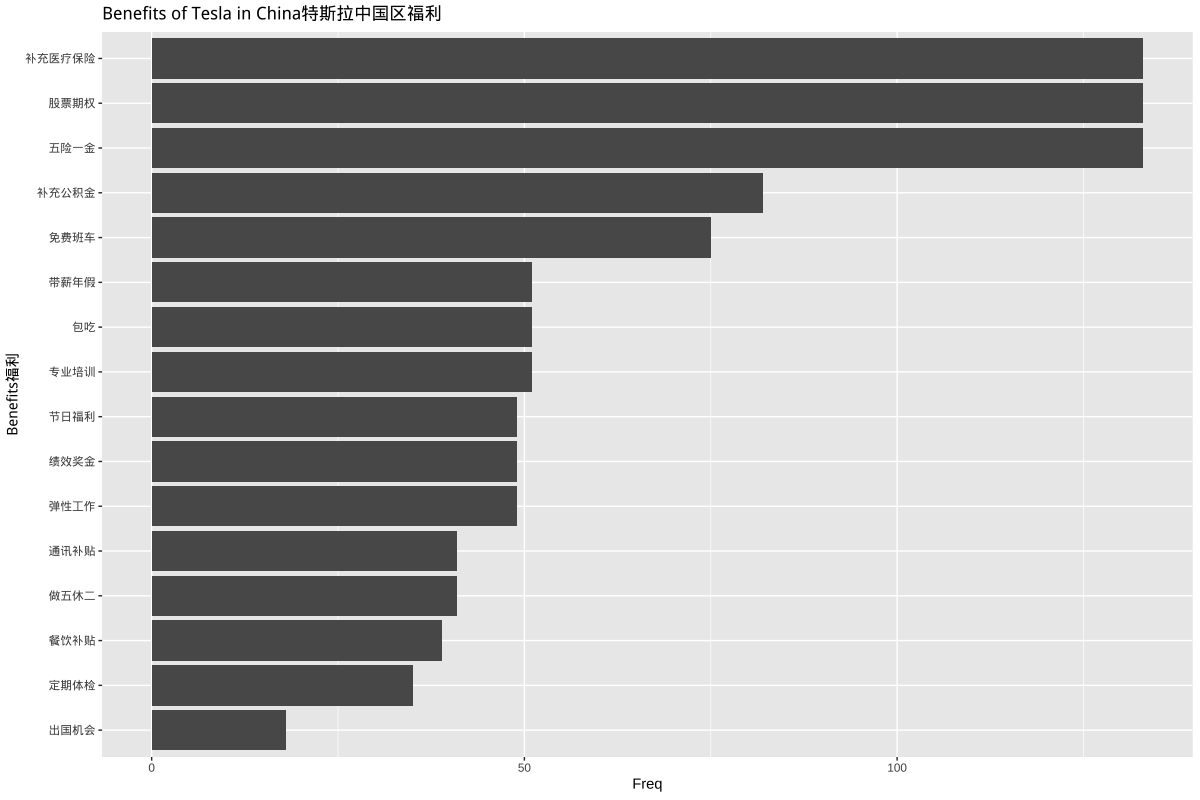 Benefits of Tesla in China特斯拉中国区福利
补充医疗保险
股票期权
五险一金
补充公积金
免费班车
带薪年假
包吃
专业培训
节日福利
绩效奖金
弹性工作
通讯补贴
做五休二
餐饮补贴
定期体检
出国机会
Benefits福利
0 50 100
Freq